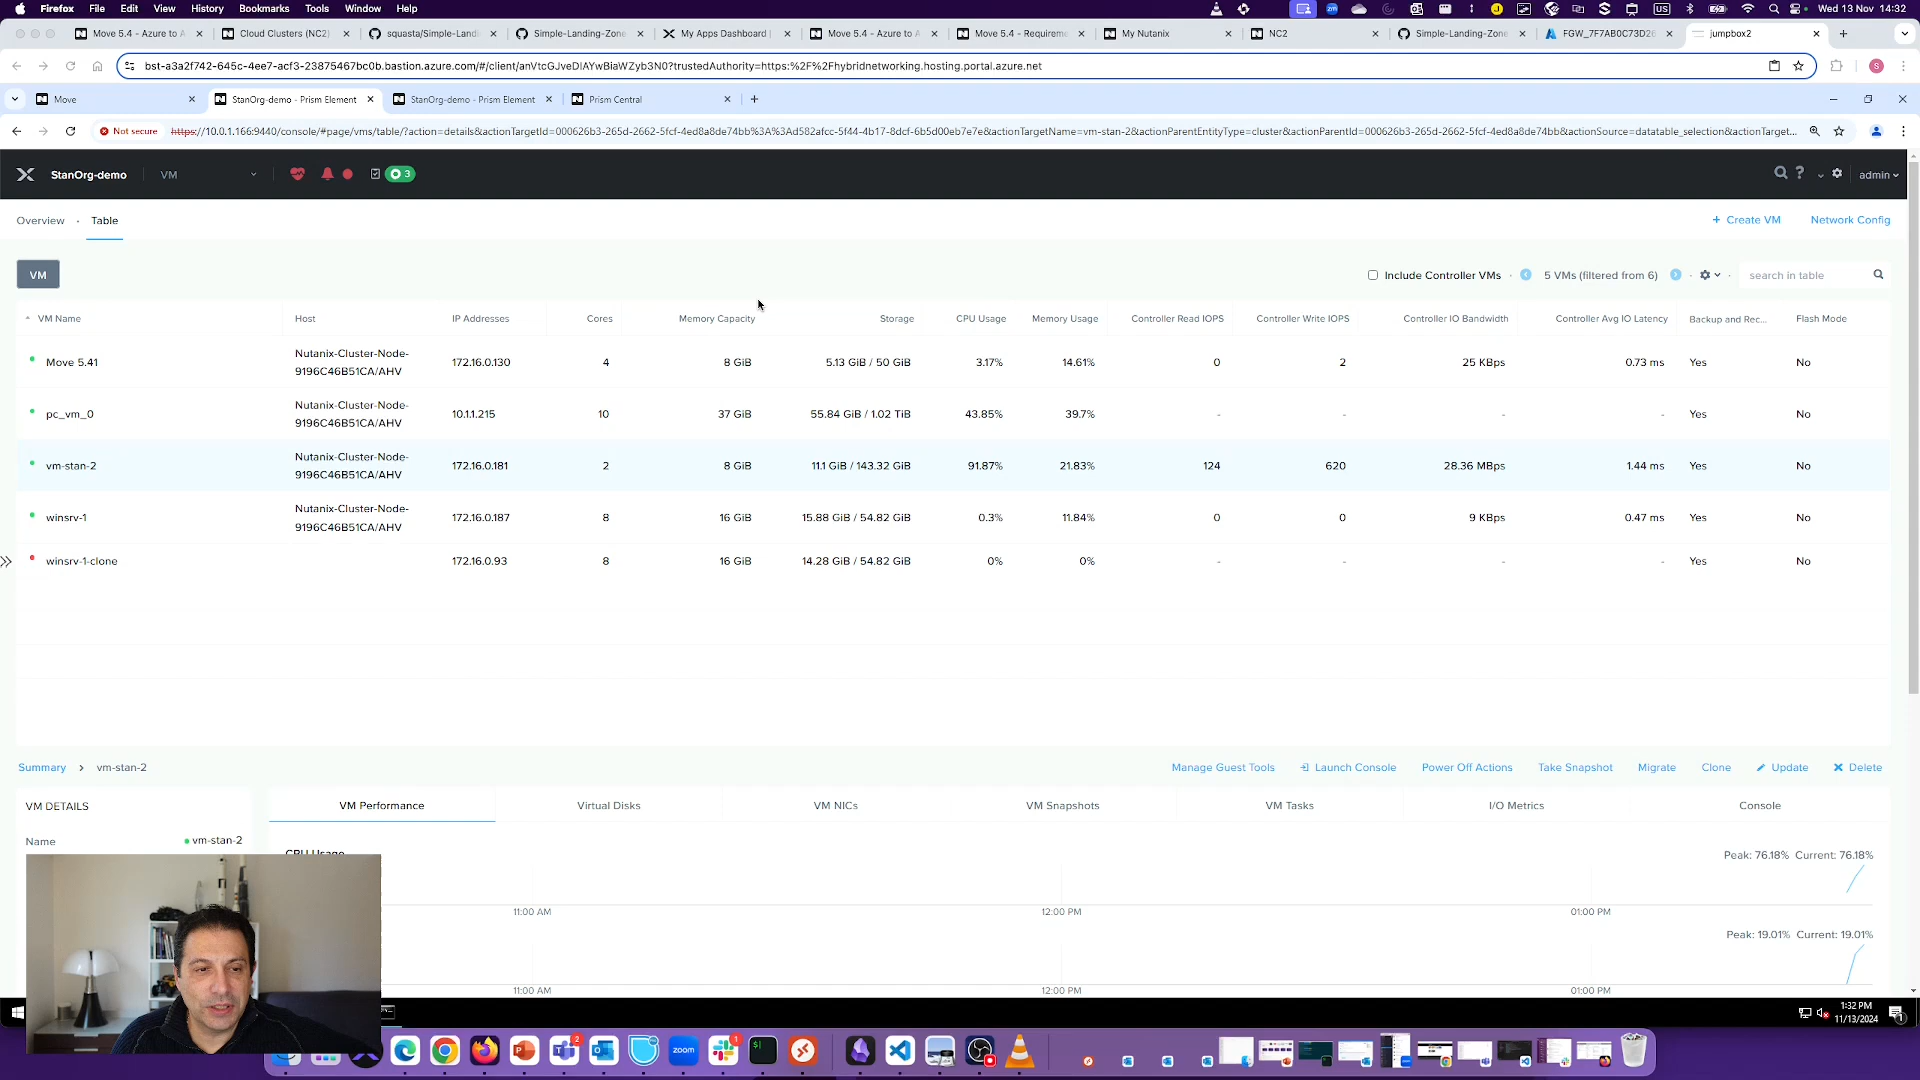 Firefox File Edit View History Bookmarks Tools Window Help US Wed 13 Nov 14:32
Move 5.4 - Azure to A Cloud Clusters (NC2) squasta/Simple-Landi Simple-Landing-Zone My Apps Dashboard Move 5.4 - Azure to A Move 5.4 - Requireme My Nutanix NC2 Simple-Landing-Zone FGW_7F7AB0C73D26 jumpbox2
bst-a3a2f742-645c-4ee7-acf3-23875467bc0b.bastion.azure.com/#/client/anVtcGJveDIAYwBiaWZyb3N0?trustedAuthority=https:%2F%2Fhybridnetworking.hosting.portal.azure.net S
Move StanOrg-demo - Prism Element StanOrg-demo - Prism Element Prism Central
Not secure https://10.0.1.166:9440/console/#page/vms/table/?action=details&actionTargetId=000626b3-265d-2662-5fcf-4ed8a8de74bb%3A%3Ad582afcc-5f44-4b17-8dcf-6b5d00eb7e7e&actionTargetName=vm-stan-2&actionParentEntityType=cluster&actionParentId=000626b3-265d-2662-5fcf-4ed8a8de74bb&actionSource=datatable_selection&actionTarget...
StanOrg-demo VM 3 ? admin
Overview · Table + Create VM Network Config
VM Include Controller VMs · 5 VMs (filtered from 6) · · search in table
VM Name Host IP Addresses Cores Memory Capacity Storage CPU Usage Memory Usage Controller Read IOPS Controller Write IOPS Controller IO Bandwidth Controller Avg IO Latency Backup and Rec... Flash Mode
Move 5.41 Nutanix-Cluster-Node-9196C46B51CA/AHV 172.16.0.130 4 8 GiB 5.13 GiB / 50 GiB 3.17% 14.61% 0 2 25 KBps 0.73 ms Yes No
pc_vm_0 Nutanix-Cluster-Node-9196C46B51CA/AHV 10.1.1.215 10 37 GiB 55.84 GiB / 1.02 TiB 43.85% 39.7% - - - - Yes No
vm-stan-2 Nutanix-Cluster-Node-9196C46B51CA/AHV 172.16.0.181 2 8 GiB 11.1 GiB / 143.32 GiB 91.87% 21.83% 124 620 28.36 MBps 1.44 ms Yes No
winsrv-1 Nutanix-Cluster-Node-9196C46B51CA/AHV 172.16.0.187 8 16 GiB 15.88 GiB / 54.82 GiB 0.3% 11.84% 0 0 9 KBps 0.47 ms Yes No
winsrv-1-clone 172.16.0.93 8 16 GiB 14.28 GiB / 54.82 GiB 0% 0% - - - - Yes No
Summary > vm-stan-2 Manage Guest Tools Launch Console Power Off Actions Take Snapshot Migrate Clone Update Delete
VM DETAILS VM Performance Virtual Disks VM NICs VM Snapshots VM Tasks I/O Metrics Console
Name vm-stan-2
CPU Usage Peak: 76.18% Current: 76.18%
11:00 AM 12:00 PM 01:00 PM
Peak: 19.01% Current: 19.01%
11:00 AM 12:00 PM 01:00 PM
1:32 PM
11/13/2024 1
2 zoom 1 $